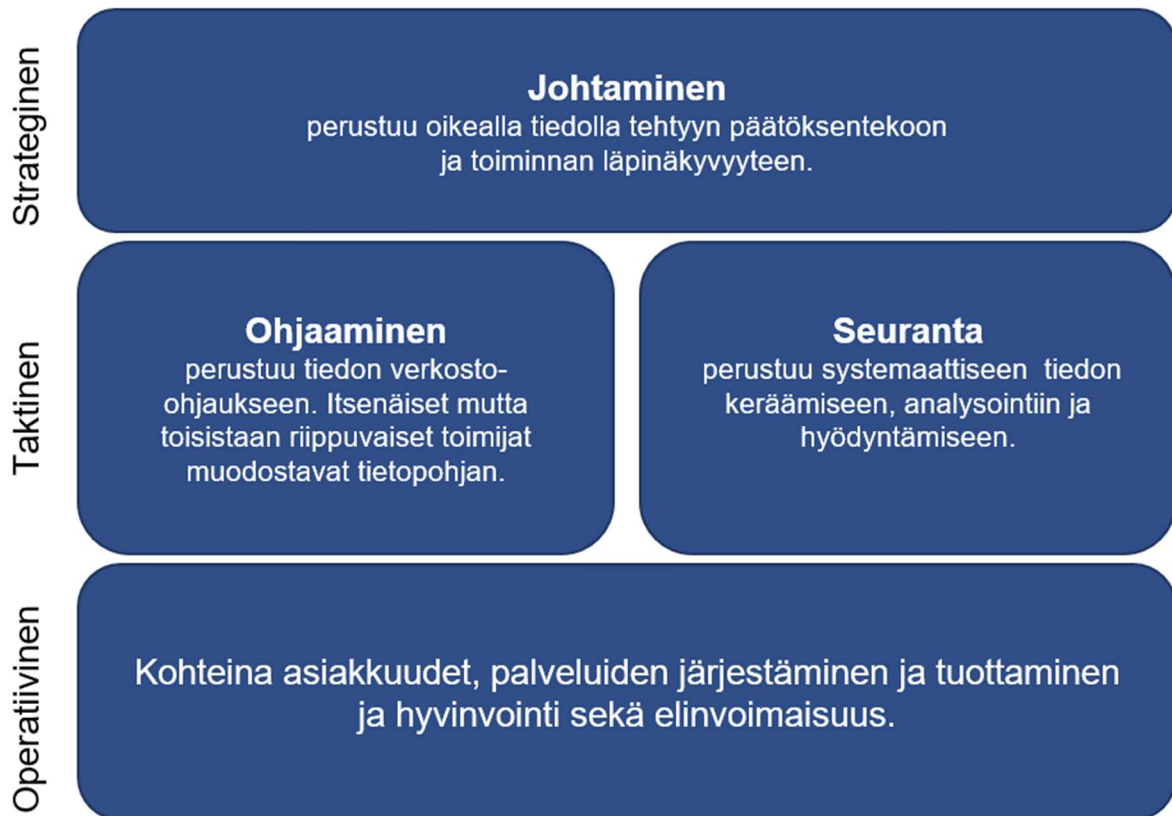 Strateginen
Johtaminen
perustuu oikealla tiedolla tehtyyn päätöksentekoon
ja toiminnan läpinäkyvyyteen.
Taktinen
Ohjaaminen
perustuu tiedon verkosto-
ohjaukseen. Itsenäiset mutta
toisistaan riippuvaiset toimijat
muodostavat tietopohjan.
Seuranta
perustuu systemaattiseen  tiedon
keräämiseen, analysointiin ja
hyödyntämiseen.
Operatiivinen
Kohteina asiakkuudet, palveluiden järjestäminen ja tuottaminen
ja hyvinvointi sekä elinvoimaisuus.